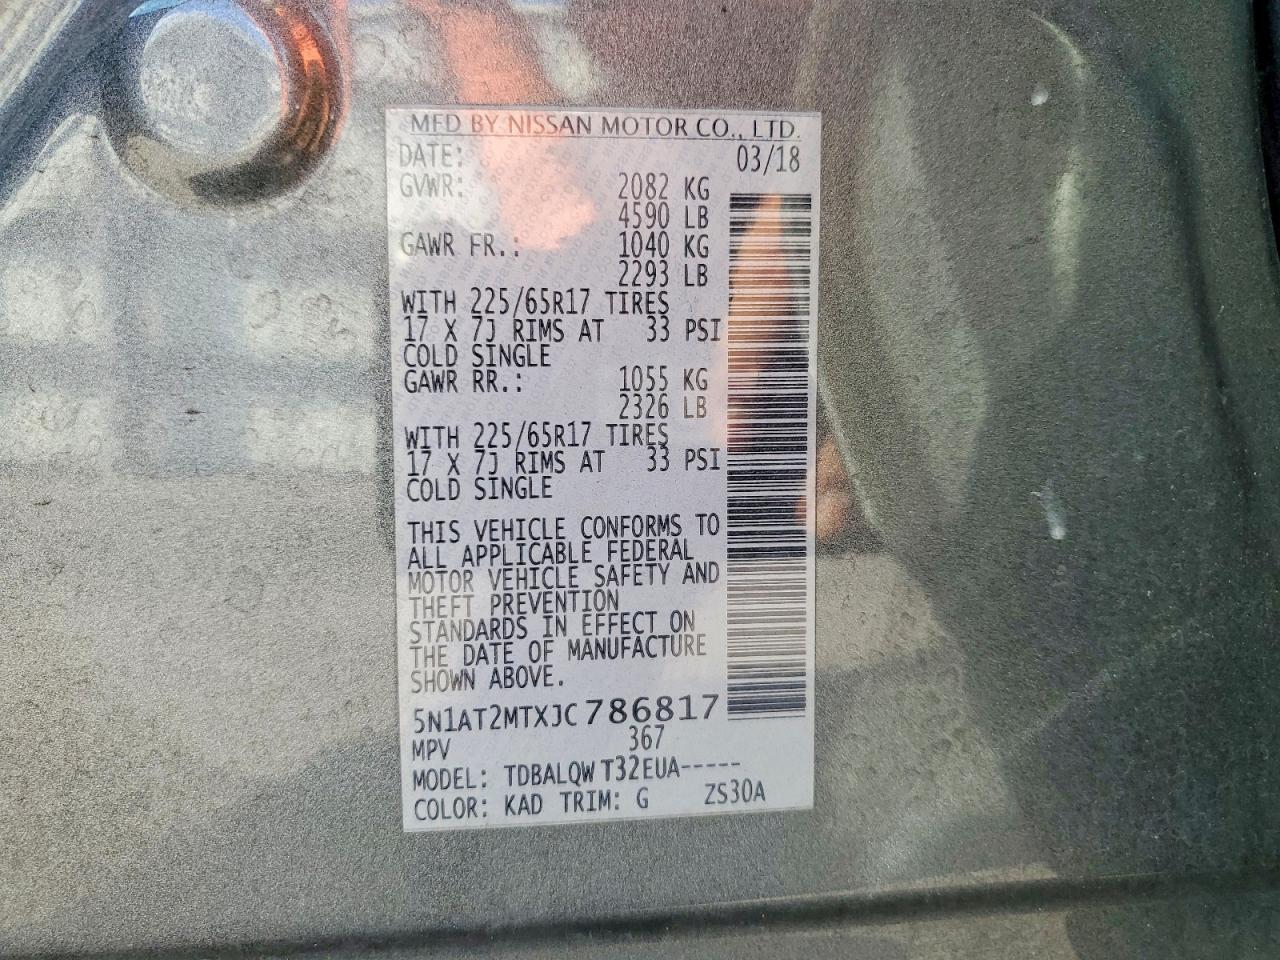 MFD BY NISSAN MOTOR CO., LTD.
DATE: 03/18
GVWR: 2082 KG
4590 LB
GAWR FR.: 1040 KG
2293 LB
WITH 225/65R17 TIRES
17 X 7J RIMS AT 33 PSI
COLD SINGLE
GAWR RR.: 1055 KG
2326 LB
WITH 225/65R17 TIRES
17 X 7J RIMS AT 33 PSI
COLD SINGLE
THIS VEHICLE CONFORMS TO
ALL APPLICABLE FEDERAL
MOTOR VEHICLE SAFETY AND
THEFT PREVENTION
STANDARDS IN EFFECT ON
THE DATE OF MANUFACTURE
SHOWN ABOVE.
5N1AT2MTXJC786817
MPV 367
MODEL: TDBALQW T32EUA-----
COLOR: KAD TRIM: G ZS30A